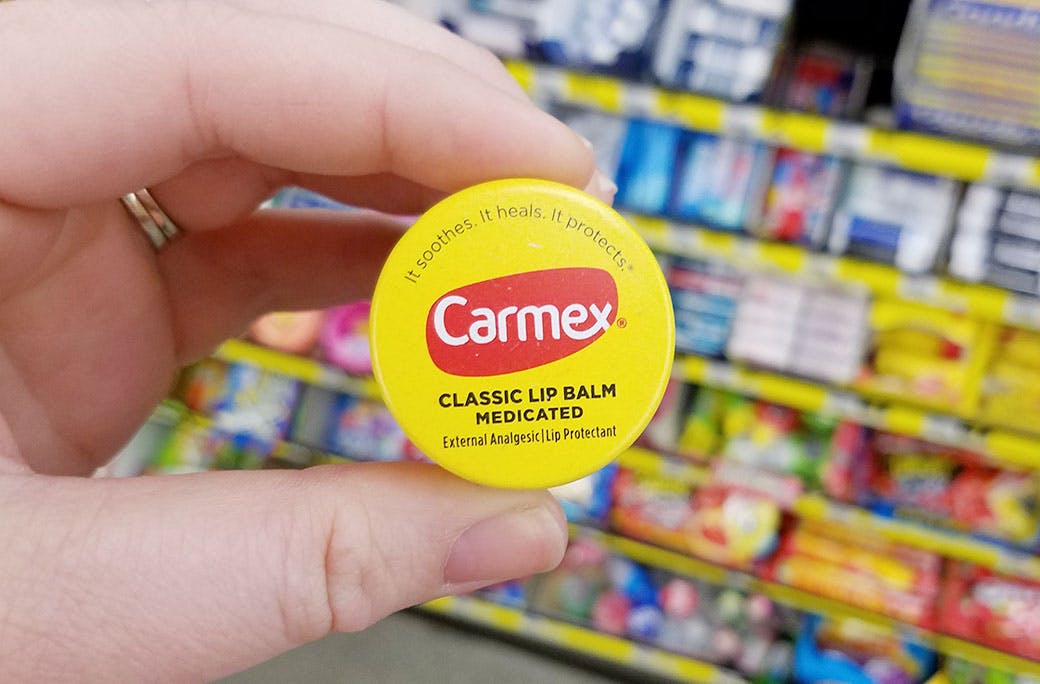 It soothes. It heals. It protects.®
Carmex®
CLASSIC LIP BALM
MEDICATED
External Analgesic|Lip Protectant